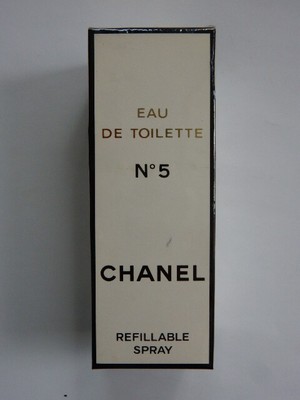 EAU
DE TOILETTE
N°5
CHANEL
REFILLABLE
SPRAY